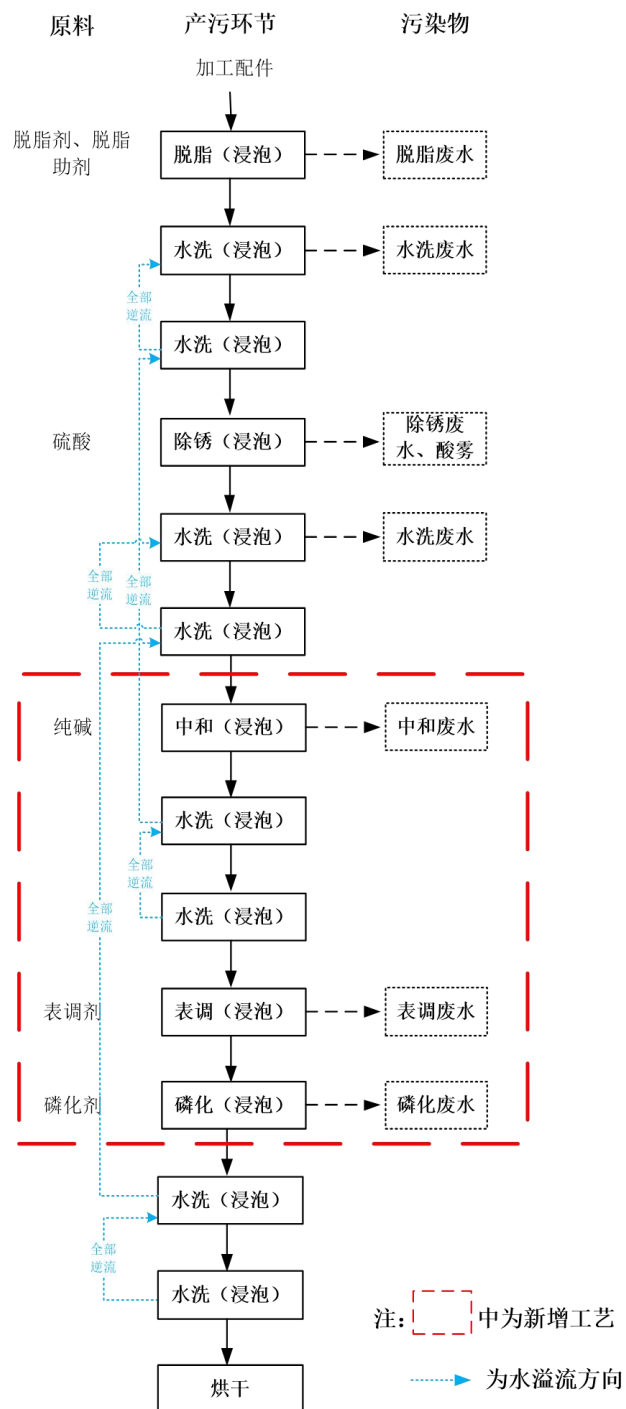 原料 产污环节 污染物
加工配件
脱脂剂、脱脂
助剂
脱脂（浸泡）
脱脂废水
水洗（浸泡）
水洗废水
全部
逆流
水洗（浸泡）
硫酸
除锈（浸泡）
除锈废
水、酸雾
水洗（浸泡）
水洗废水
全部
逆流
全部
逆流
水洗（浸泡）
纯碱
中和（浸泡）
中和废水
水洗（浸泡）
全部
逆流
全部
逆流
水洗（浸泡）
表调剂
表调（浸泡）
表调废水
磷化剂
磷化（浸泡）
磷化废水
水洗（浸泡）
全部
逆流
水洗（浸泡）
注：中为新增工艺
烘干
为水溢流方向